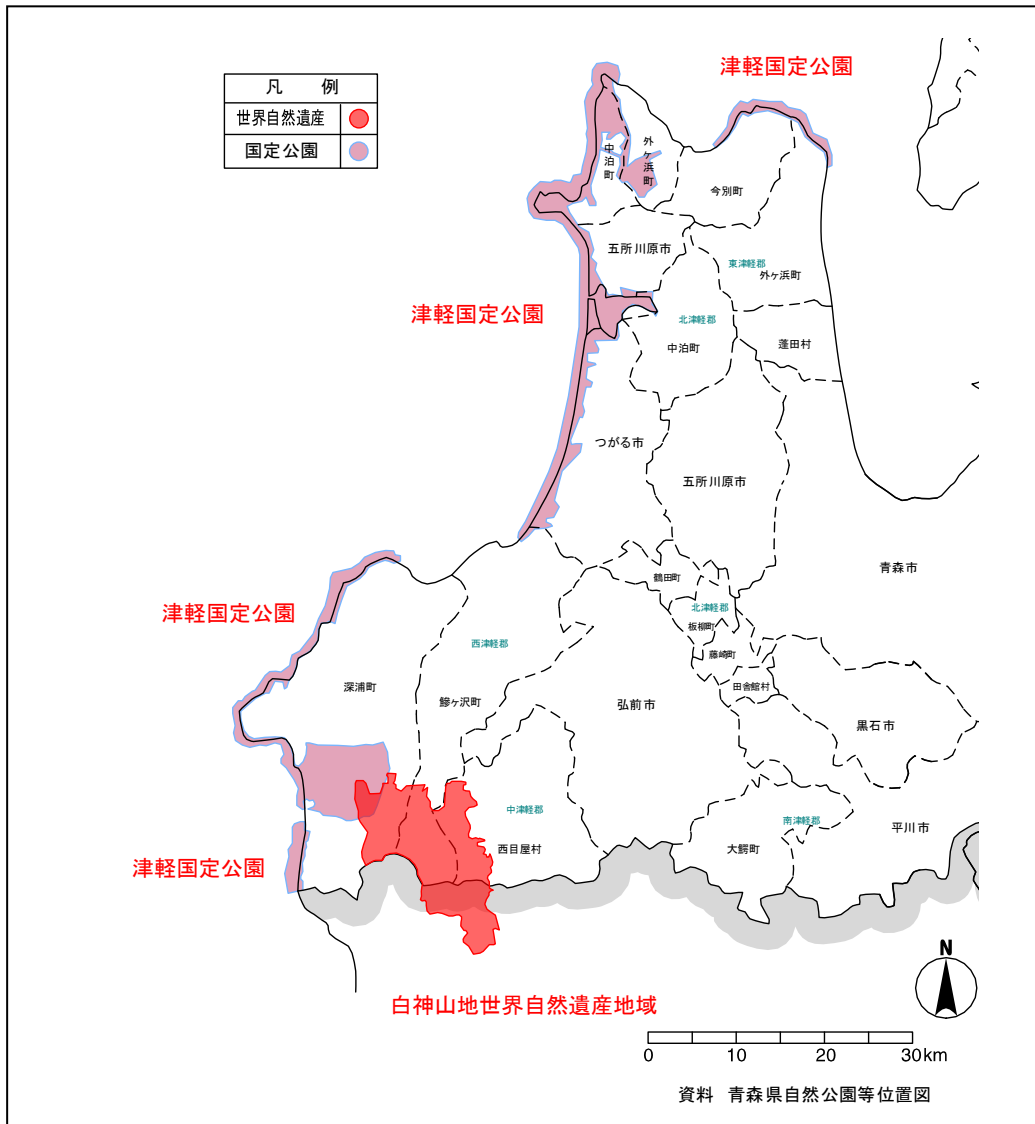 津軽国定公園
凡 例
世界自然遺産
国定公園
中泊町
外ヶ浜町
今別町
五所川原市
東津軽郡
外ヶ浜町
津軽国定公園
北津軽郡
中泊町
蓬田村
つがる市
五所川原市
青森市
鶴田町
北津軽郡
板柳町
藤崎町
田舎館村
津軽国定公園
西津軽郡
深浦町
鰺ヶ沢町
弘前市
黒石市
中津軽郡
西目屋村
南津軽郡
大鰐町
平川市
津軽国定公園
白神山地世界自然遺産地域
N
0 10 20 30km
資料 青森県自然公園等位置図